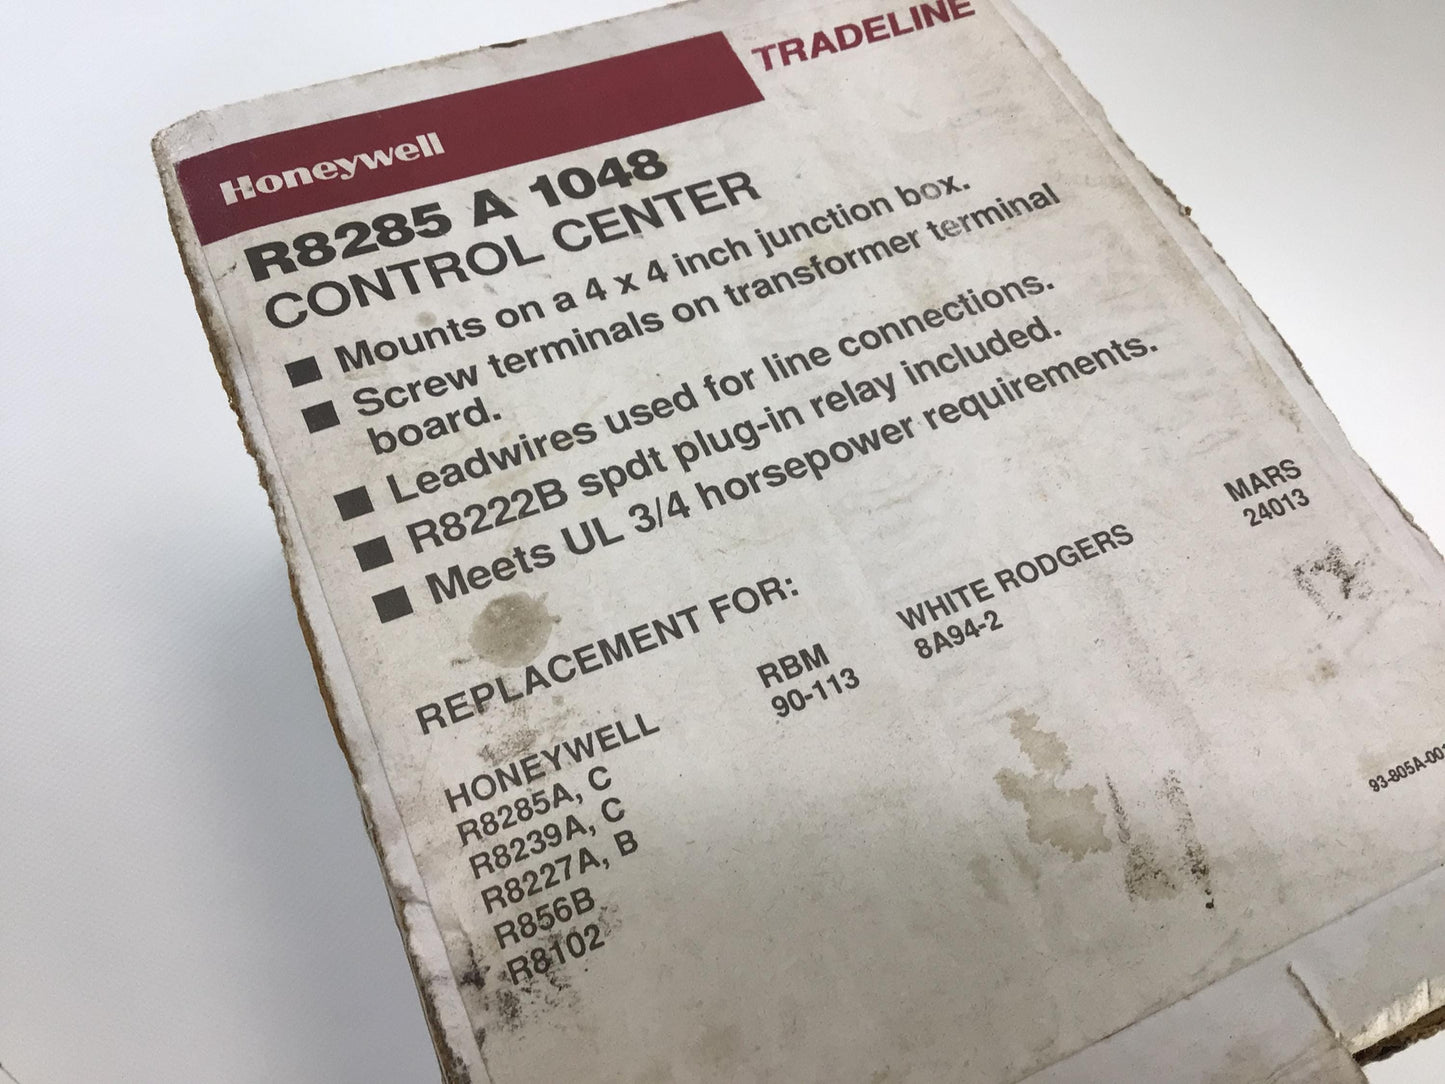 Honeywell
TRADELINE
R8285 A 1048
CONTROL CENTER
■ Mounts on a 4 x 4 inch junction box.
■ Screw terminals on transformer terminal
board.
■ Leadwires used for line connections.
■ R8222B spdt plug-in relay included.
■ Meets UL 3/4 horsepower requirements.
REPLACEMENT FOR:
HONEYWELL
R8285A, C
R8239A, C
R8227A, B
R856B
R8102
RBM
90-113
WHITE RODGERS
8A94-2
MARS
24013